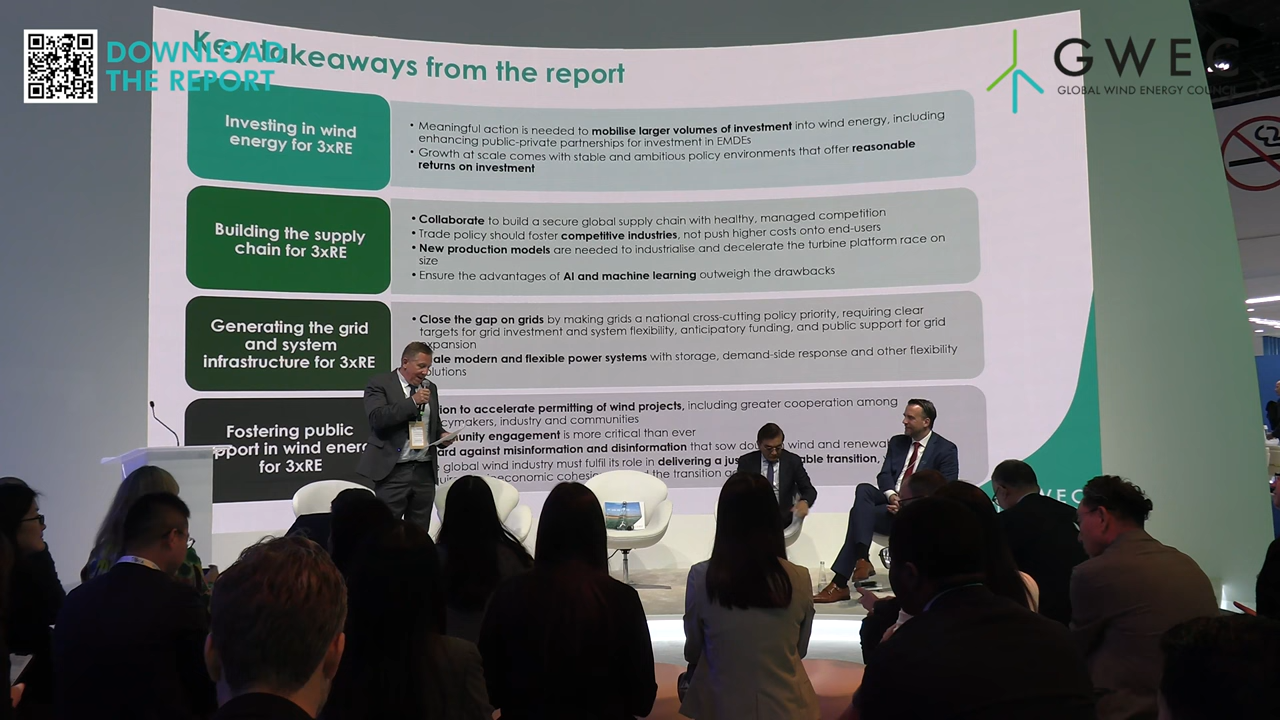 DOWNLOAD
THE REPORT
Key takeaways from the report
GWEC
GLOBAL WIND ENERGY COUNCIL
Investing in wind
energy for 3xRE
• Meaningful action is needed to mobilise larger volumes of investment into wind energy, including
enhancing public-private partnerships for investment in EMDEs
• Growth at scale comes with stable and ambitious policy environments that offer reasonable
returns on investment
Building the supply
chain for 3xRE
• Collaborate to build a secure global supply chain with healthy, managed competition
• Trade policy should foster competitive industries, not push higher costs onto end-users
• New production models are needed to industrialise and decelerate the turbine platform race on
size
• Ensure the advantages of AI and machine learning outweigh the drawbacks
Generating the grid
and system
infrastructure for 3xRE
• Close the gap on grids by making grids a national cross-cutting policy priority, requiring clear
targets for grid investment and system flexibility, anticipatory funding, and public support for grid
expansion
modern and flexible power systems with storage, demand-side response and other flexibility
Fostering public
in wind
for 3xRE
to accelerate permitting of wind projects, including greater cooperation among
industry and communities
engagement is more critical than ever
against misinformation and disinformation that wind and
global wind industry must fulfil its role in delivering a transition,
the transition